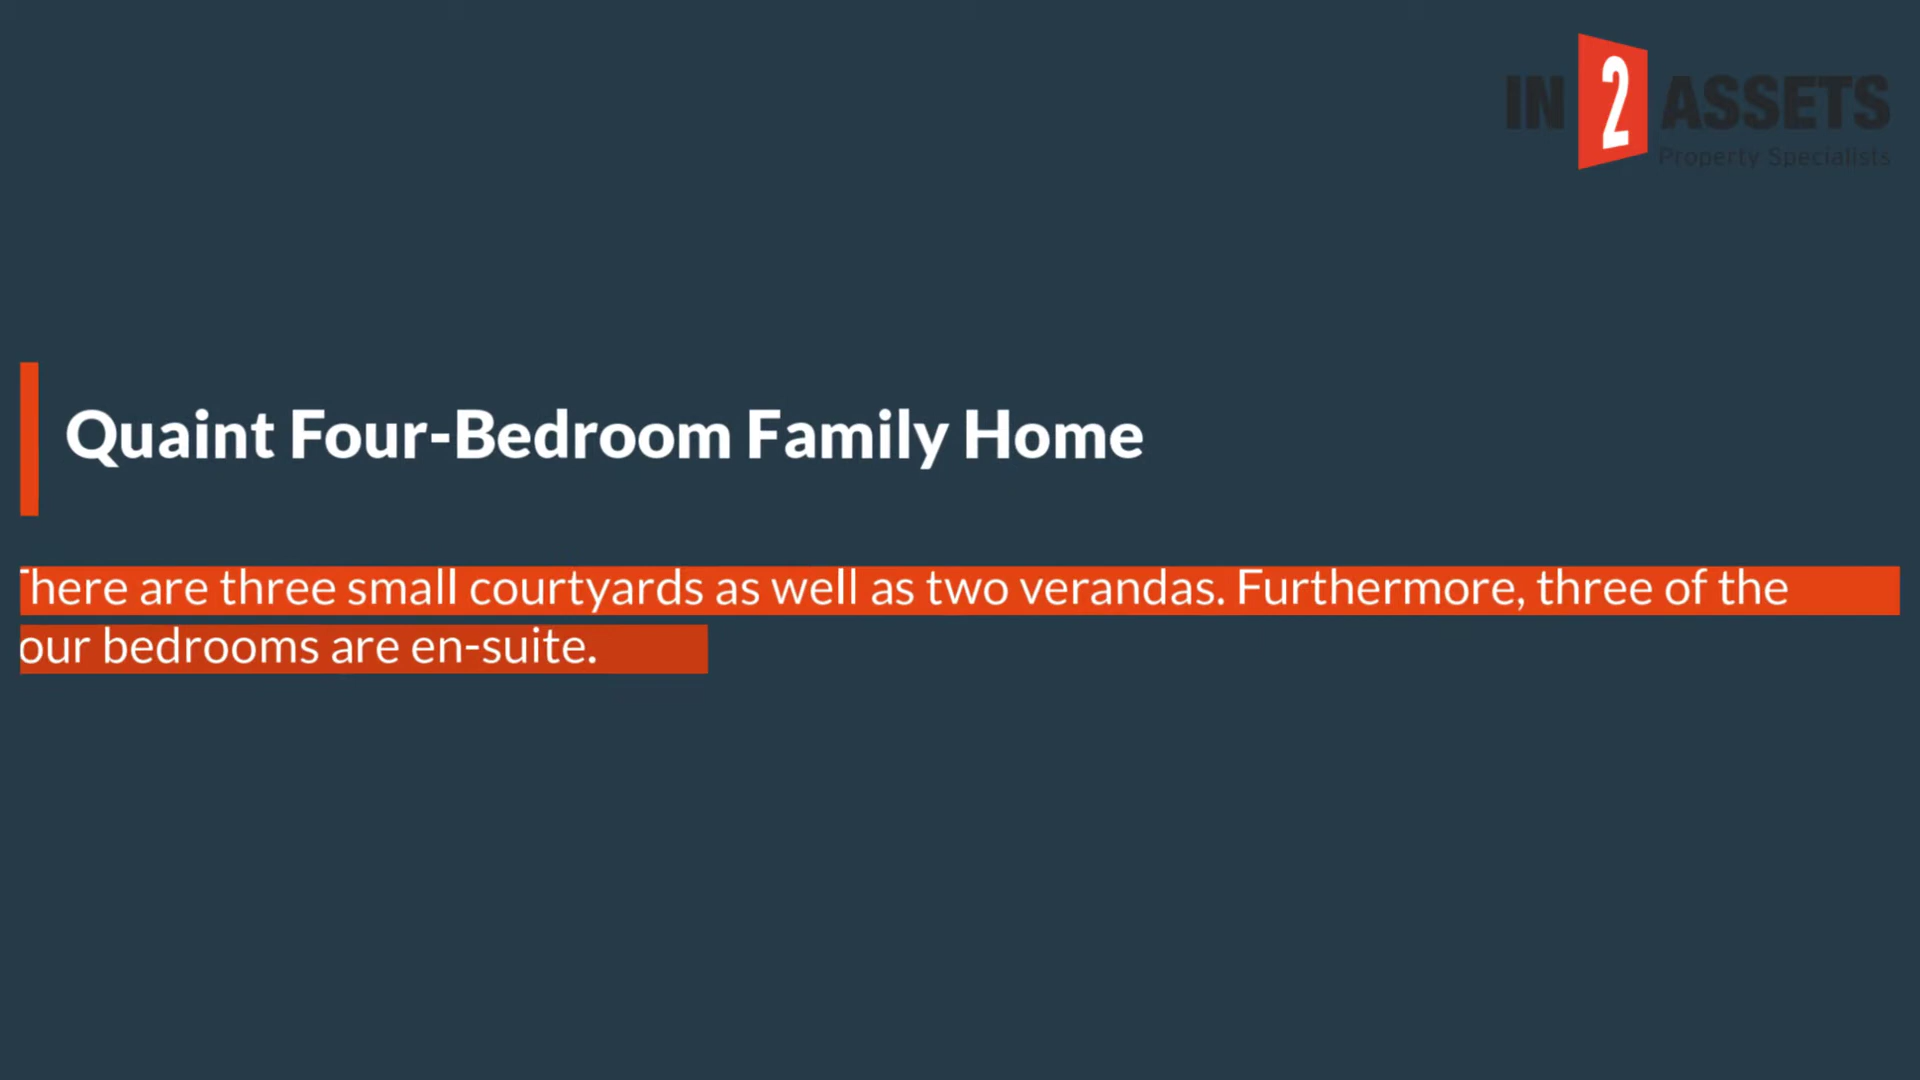 IN 2 ASSETS
Property Specialists
Quaint Four-Bedroom Family Home
There are three small courtyards as well as two verandas. Furthermore, three of the
our bedrooms are en-suite.